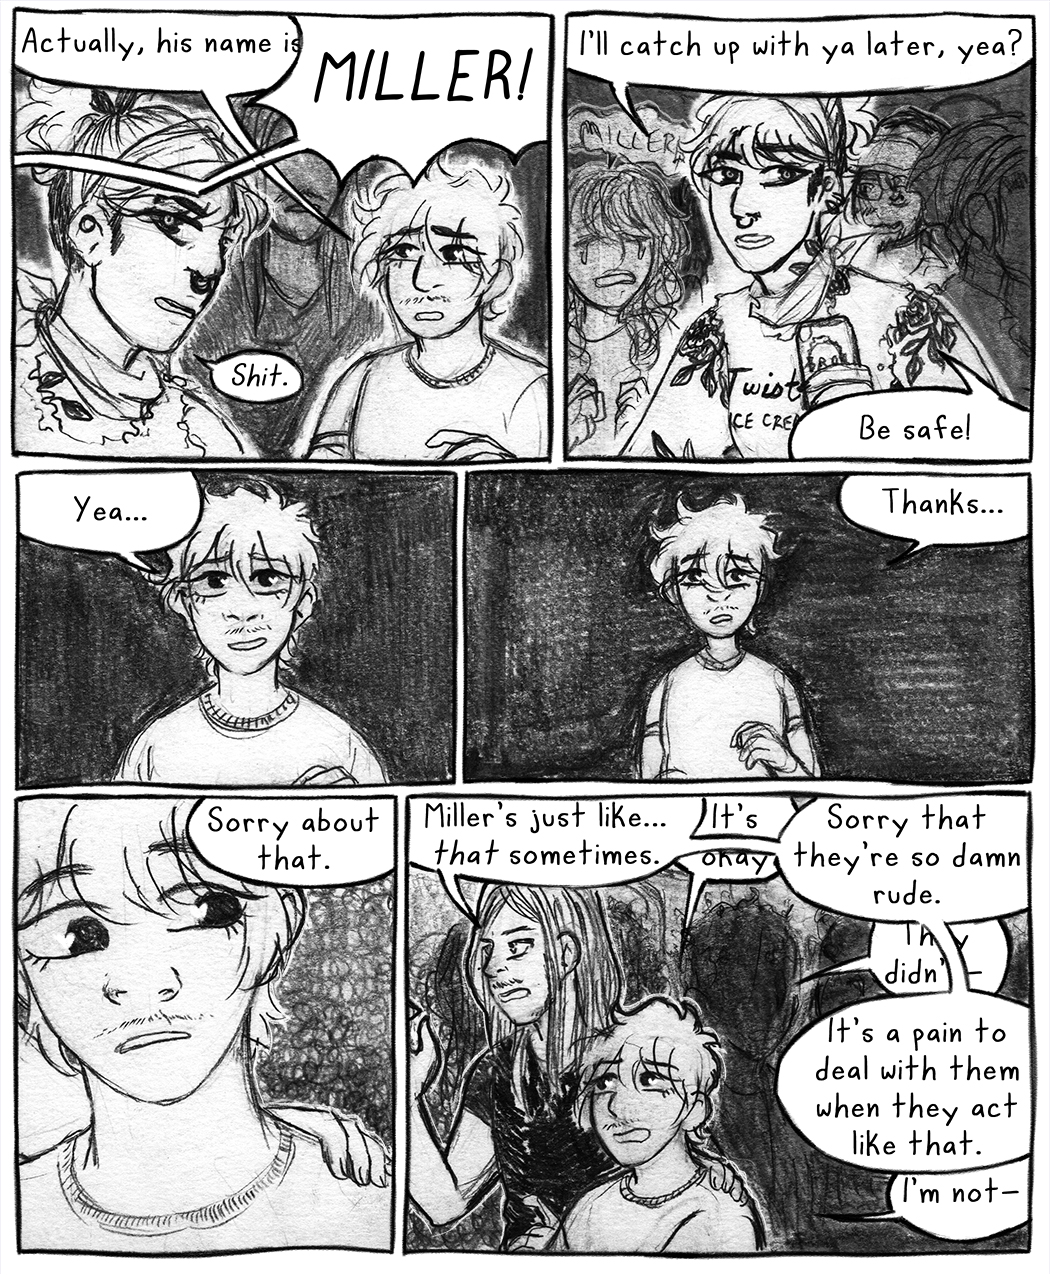 Actually, his name is
MILLER!
Shit.
I'll catch up with ya later, yea?
MILLER
Twist
ICE CRE
Be safe!
Yea...
Thanks...
Sorry about
that.
Miller's just like...
that sometimes.
It's
okay
Sorry that
they're so damn
rude.
didn'
It's a pain to
deal with them
when they act
like that.
I'm not—